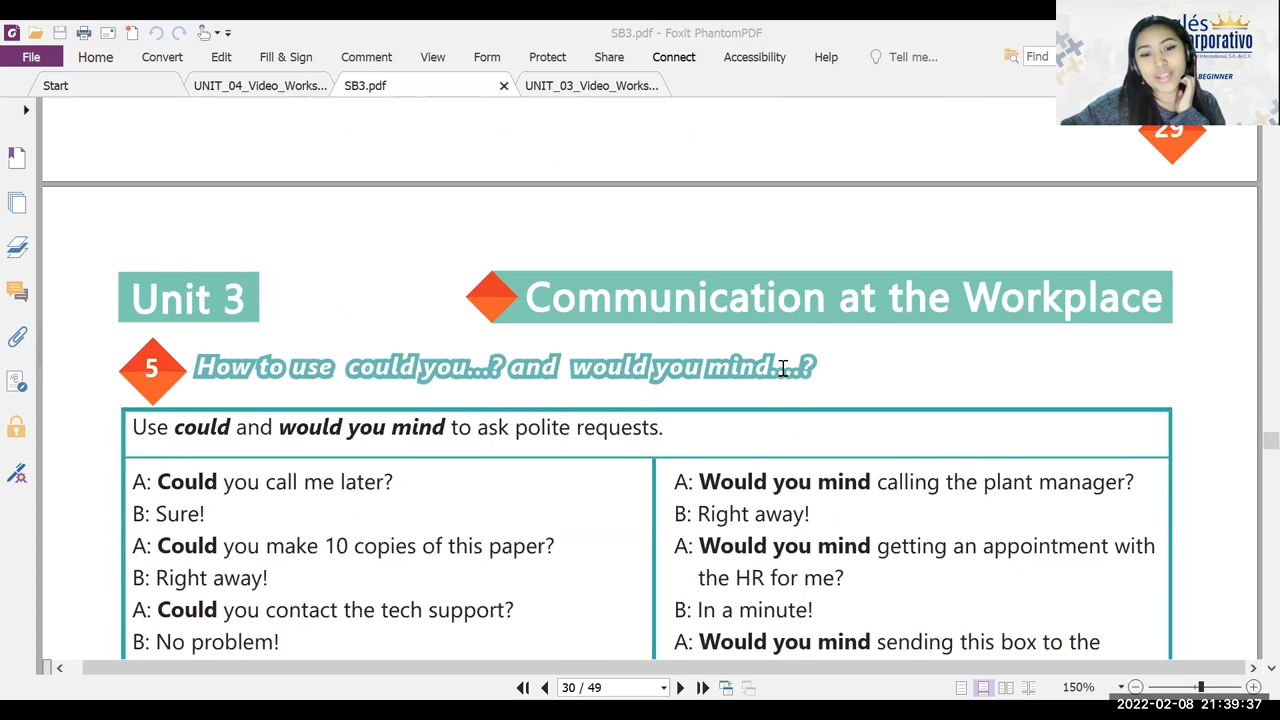 SB3.pdf - Foxit PhantomPDF
File Home Convert Edit Fill & Sign Comment View Form Protect Share Connect Accessibility Help Tell me... Find
Start UNIT_04_Video_Works... SB3.pdf UNIT_03_Video_Works...
BEGINNER
29
Unit 3
Communication at the Workplace
5 How to use could you...? and would you mind....?
Use could and would you mind to ask polite requests.
A: Could you call me later?
B: Sure!
A: Could you make 10 copies of this paper?
B: Right away!
A: Could you contact the tech support?
B: No problem!
A: Would you mind calling the plant manager?
B: Right away!
A: Would you mind getting an appointment with
the HR for me?
B: In a minute!
A: Would you mind sending this box to the
30 / 49
150%
2022-02-08 21:39:37